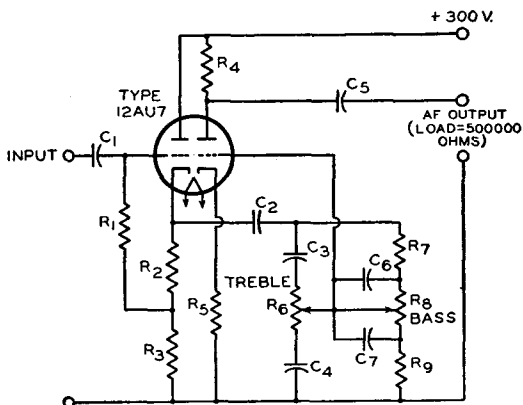 + 300 V.
R4
TYPE
12AU7
C5
AF OUTPUT
(LOAD=500000
OHMS)
C1
INPUT
R1
C2
R2
C3
R7
C6
TREBLE
R5
R6
R8
BASS
R3
C7
C4
R9